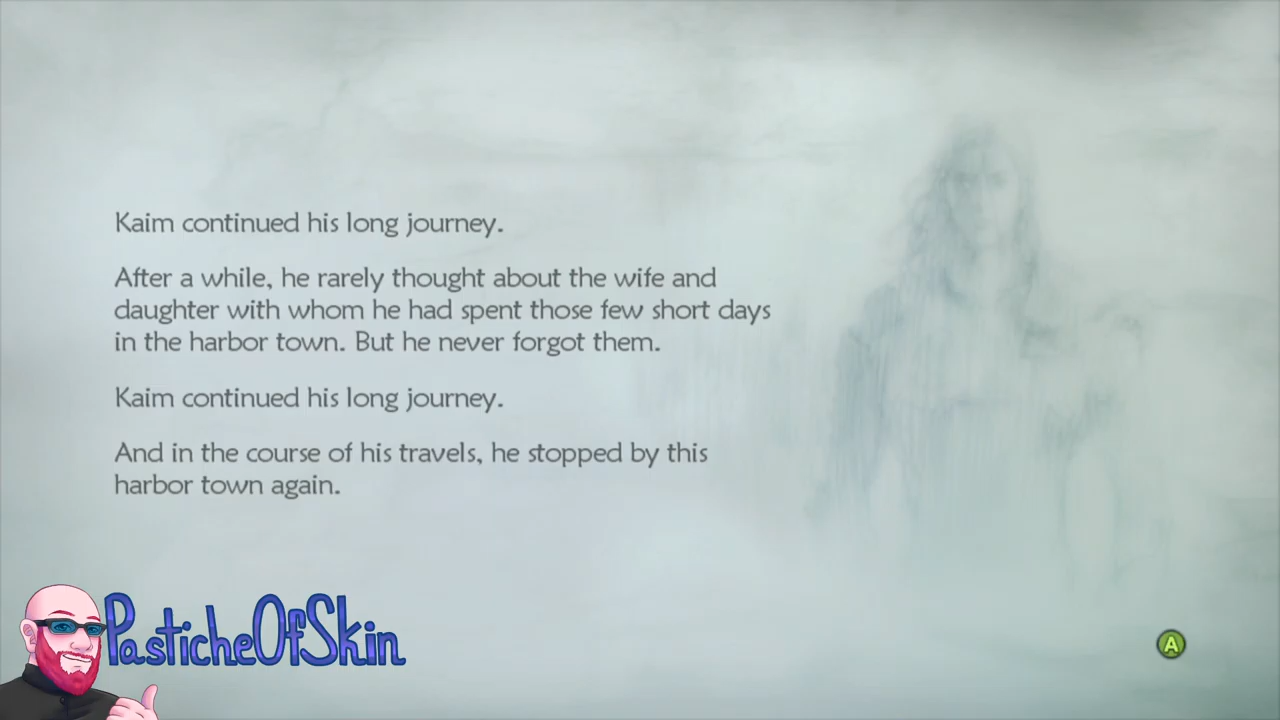 Kaim continued his long journey.
After a while, he rarely thought about the wife and
daughter with whom he had spent those few short days
in the harbor town. But he never forgot them.
Kaim continued his long journey.
And in the course of his travels, he stopped by this
harbor town again.
PasticheOfSkin
A